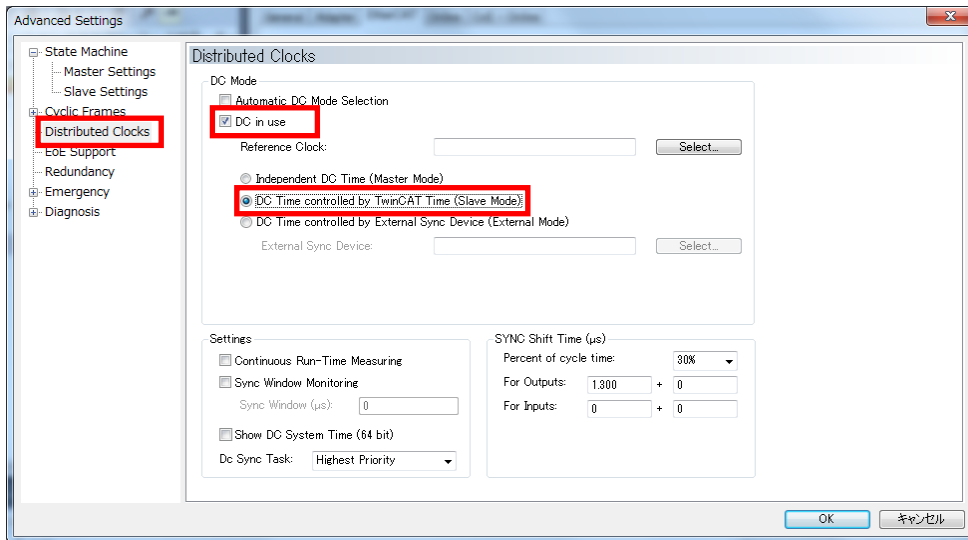 Advanced Settings
State Machine
Master Settings
Slave Settings
Cyclic Frames
Distributed Clocks
EoE Support
Redundancy
Emergency
Diagnosis
Distributed Clocks
DC Mode
Automatic DC Mode Selection
DC in use
Reference Clock: Select...
Independent DC Time (Master Mode)
DC Time controlled by TwinCAT Time (Slave Mode)
DC Time controlled by External Sync Device (External Mode)
External Sync Device: Select...
Settings
Continuous Run-Time Measuring
Sync Window Monitoring
Sync Window (μs): 0
Show DC System Time (64 bit)
Dc Sync Task: Highest Priority
SYNC Shift Time (μs)
Percent of cycle time: 30%
For Outputs: 1.300 + 0
For Inputs: 0 + 0
OK キャンセル